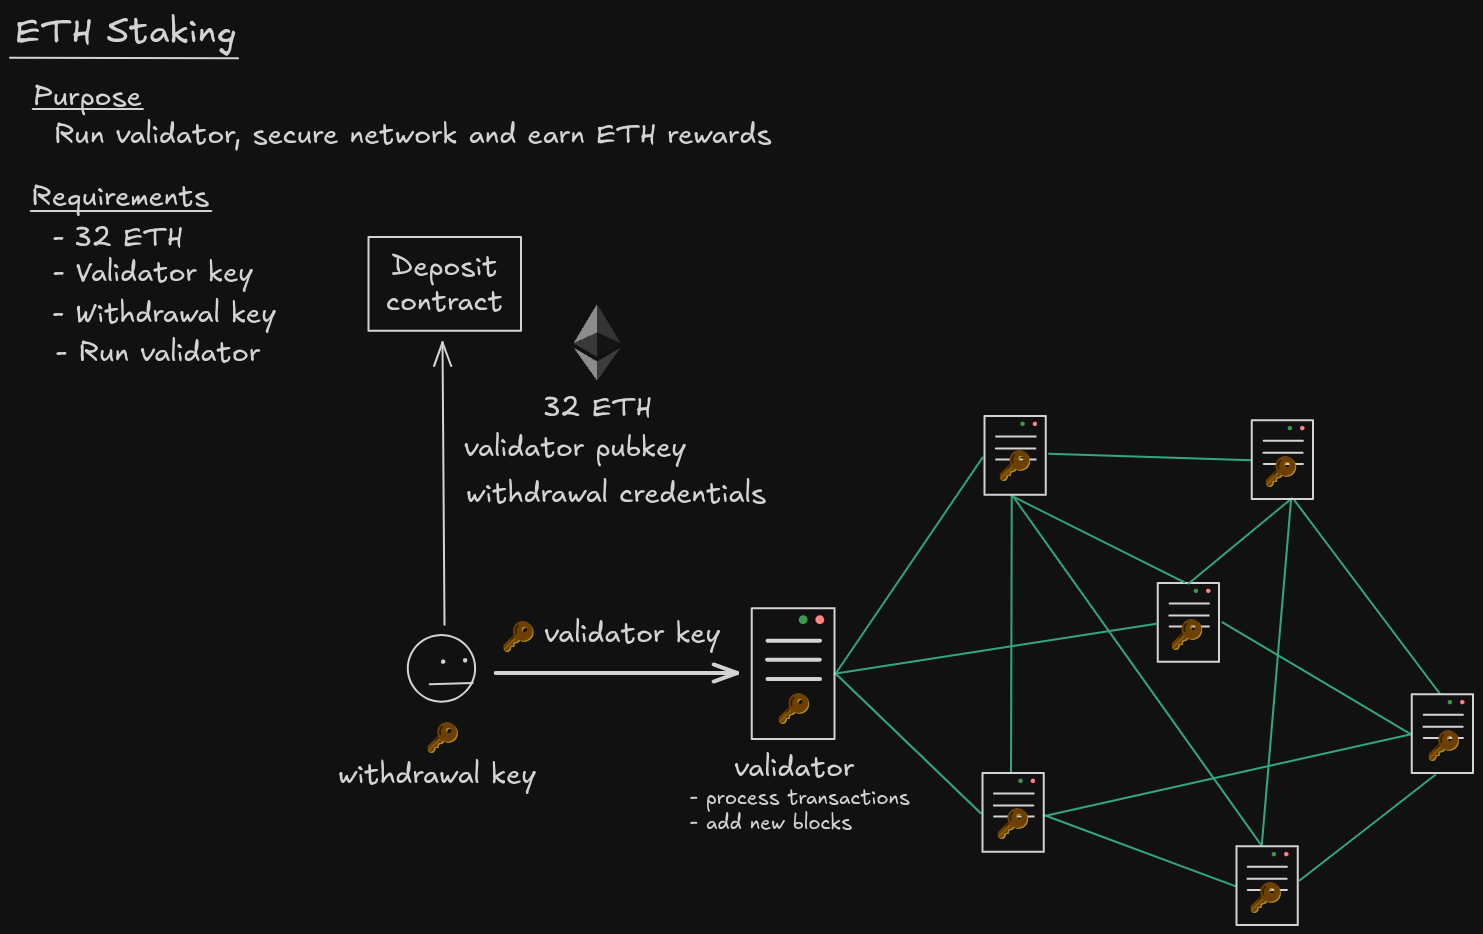 ETH Staking
Purpose
Run validator, secure network and earn ETH rewards
Requirements
- 32 ETH
- Validator key
- Withdrawal key
- Run validator
Deposit
contract
32 ETH
validator pubkey
withdrawal credentials
validator key
withdrawal key
validator
- process transactions
- add new blocks